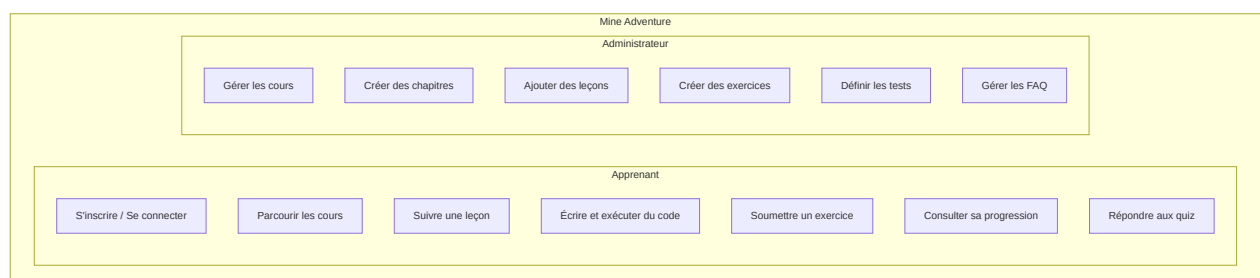 Mine Adventure
Administrateur
Gérer les cours
Créer des chapitres
Ajouter des leçons
Créer des exercices
Définir les tests
Gérer les FAQ
Apprenant
S'inscrire / Se connecter
Parcourir les cours
Suivre une leçon
Écrire et exécuter du code
Soumettre un exercice
Consulter sa progression
Répondre aux quiz